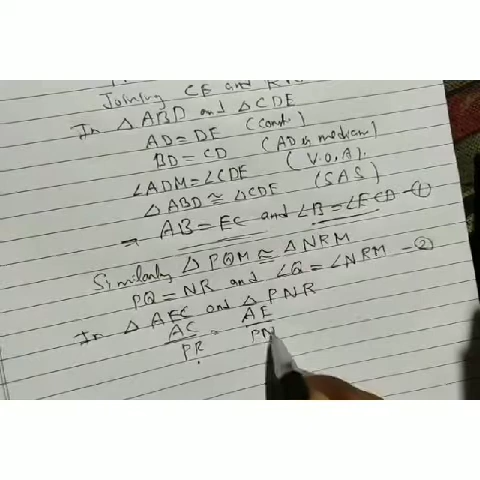 Joining CE and
In △ABD and △CDE
AD = DE (Const.)
BD = CD (AD is median)
∠ADM = ∠CDE (V.O.A).
△ABD ≅ △CDE (SAS)
⇒ AB = EC and ∠B = ∠ECD - ①
Similarly △PQM ≅ △NRM
PQ = NR and ∠Q = ∠NRM - ②
In △AEC and △PNR
AC/PR = AE/PN